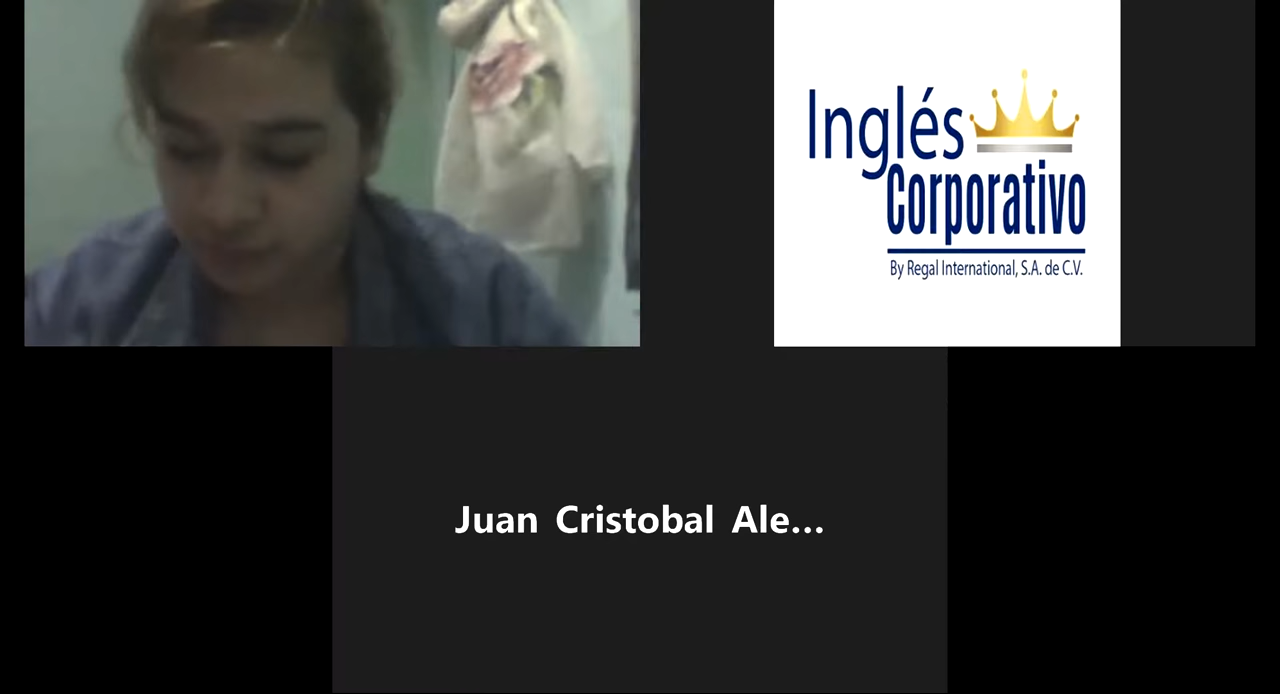 Inglés
Corporativo
By Regal International, S.A. de C.V.
Juan Cristobal Ale...